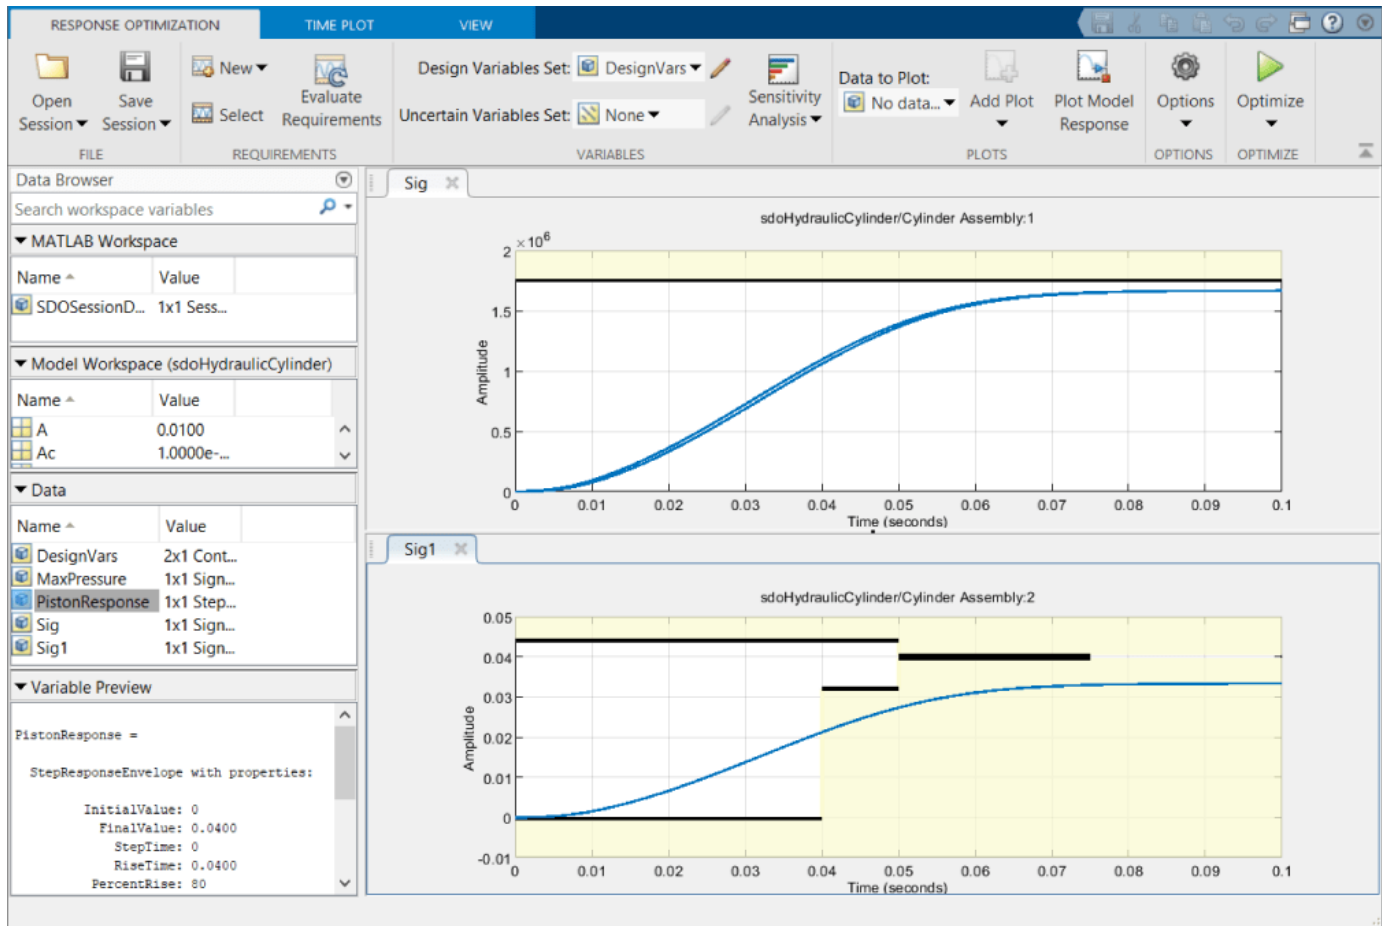 RESPONSE OPTIMIZATION TIME PLOT VIEW
Open Session Save Session
New
Select
Evaluate Requirements
Design Variables Set: DesignVars
Uncertain Variables Set: None
Sensitivity Analysis
Data to Plot:
No data...
Add Plot
Plot Model Response
Options
Optimize
FILE REQUIREMENTS VARIABLES PLOTS OPTIONS OPTIMIZE
Data Browser
Search workspace variables
MATLAB Workspace
Name Value
SDOSessionD... 1x1 Sess...
Model Workspace (sdoHydraulicCylinder)
Name Value
A 0.0100
Ac 1.0000e-...
Data
Name Value
DesignVars 2x1 Cont...
MaxPressure 1x1 Sign...
PistonResponse 1x1 Step...
Sig 1x1 Sign...
Sig1 1x1 Sign...
Variable Preview
PistonResponse =
StepResponseEnvelope with properties:
InitialValue: 0
FinalValue: 0.0400
StepTime: 0
RiseTime: 0.0400
PercentRise: 80
Sig
sdoHydraulicCylinder/Cylinder Assembly:1
×10⁶
2
1.5
1
0.5
0
Amplitude
0 0.01 0.02 0.03 0.04 0.05 0.06 0.07 0.08 0.09 0.1
Time (seconds)
Sig1
sdoHydraulicCylinder/Cylinder Assembly:2
0.05
0.04
0.03
0.02
0.01
0
-0.01
Amplitude
0 0.01 0.02 0.03 0.04 0.05 0.06 0.07 0.08 0.09 0.1
Time (seconds)